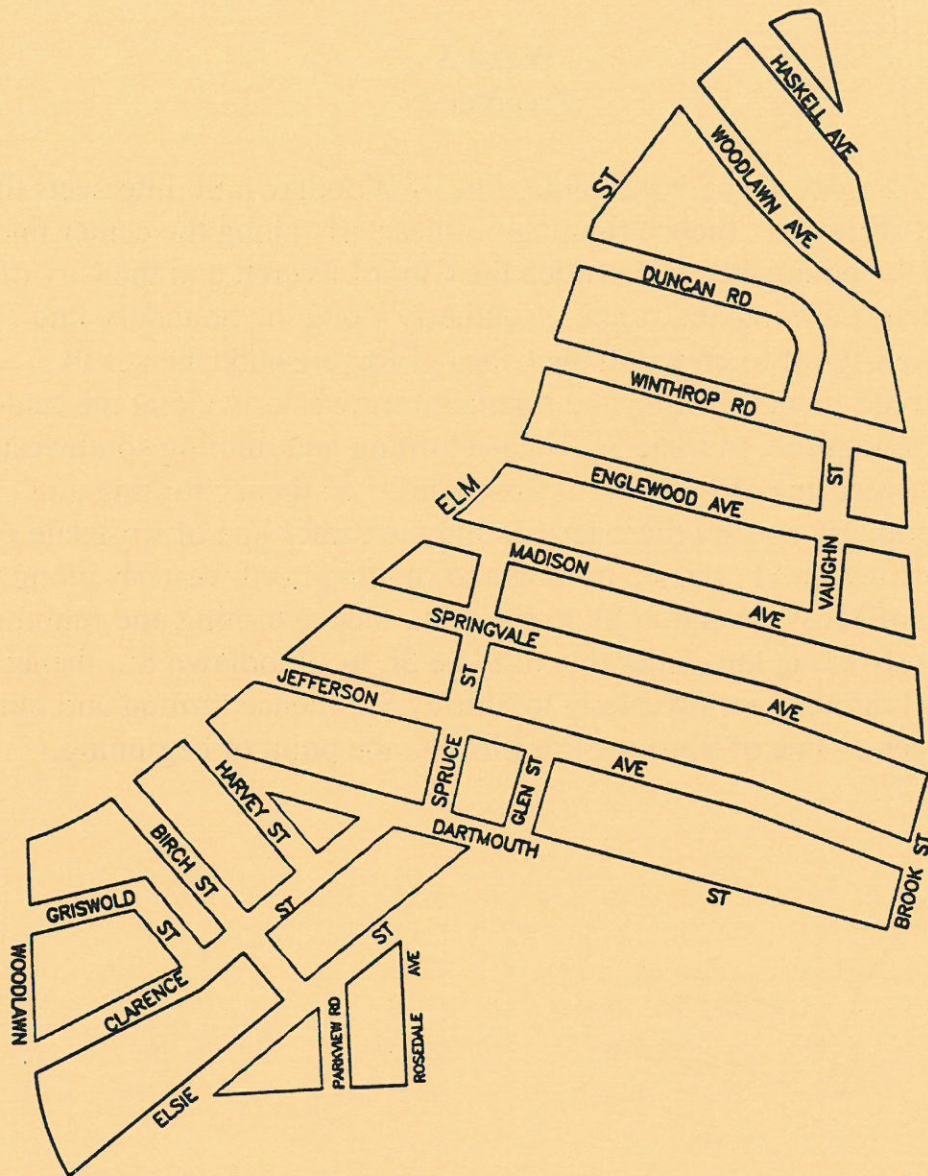 HASKELL AVE
WOODLAWN AVE
ST
DUNCAN RD
WINTHROP RD
ST
ELM
ENGLEWOOD AVE
VAUGHN
MADISON
AVE
SPRINGVALE
ST
AVE
JEFFERSON
AVE
SPRUCE
GLEN ST
DARTMOUTH
ST
BROOK
ST
HARVEY ST
BIRCH ST
GRISWOLD
ST
ST
ST
WOODLAWN
CLARENCE
PARKVIEW RD
ROSEDALE
AVE
ELSIE